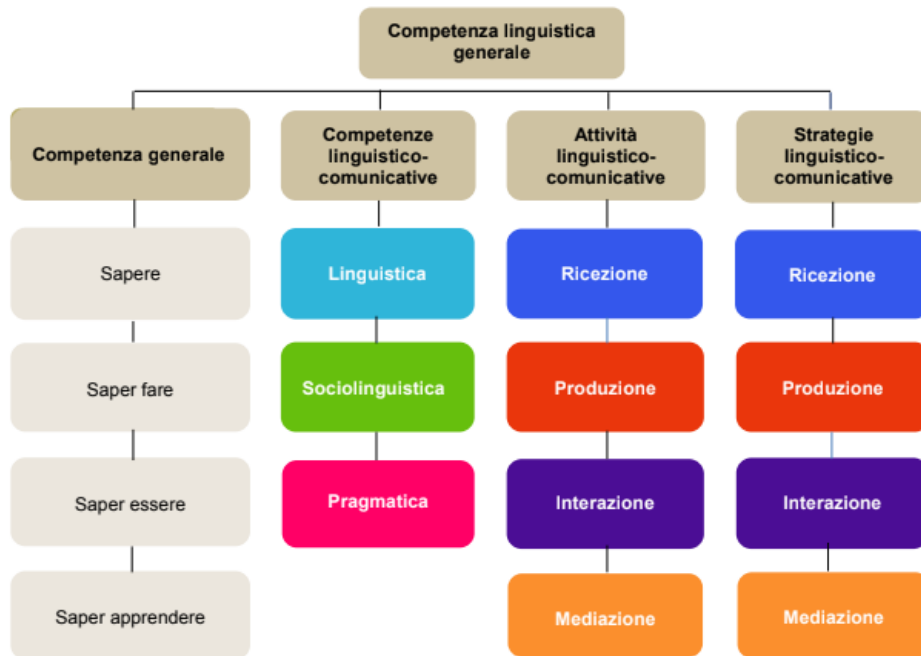 Competenza linguistica
generale
Competenza generale
Competenze
linguistico-
comunicative
Attività
linguistico-
comunicative
Strategie
linguistico-
comunicative
Sapere
Linguistica
Ricezione
Ricezione
Saper fare
Sociolinguistica
Produzione
Produzione
Saper essere
Pragmatica
Interazione
Interazione
Saper apprendere
Mediazione
Mediazione